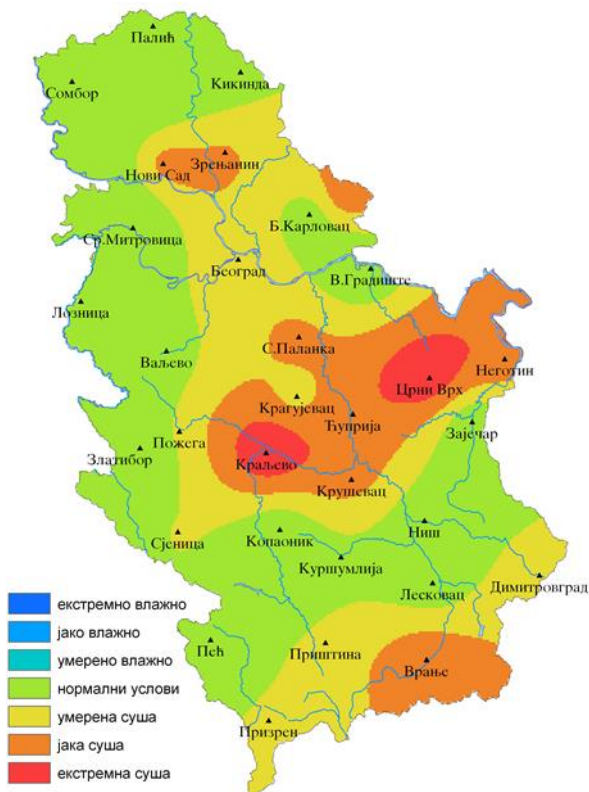 Палић
Кикинда
Сомбор
Зрењанин
Нови Сад
Б.Карловац
Ср.Митровица
Београд
В.Градиште
Лозница
С.Паланка
Ваљево
Неготин
Црни Врх
Крагујевац
Ћуприја
Зајечар
Пожега
Златибор
Краљево
Крушевац
Ниш
Сјеница
Копаоник
Куршумлија
Димитровград
Лесковац
екстремно влажно
јако влажно
умерено влажно
Пећ
Приштина
Врање
нормални услови
умерена суша
Призрен
јака суша
екстремна суша